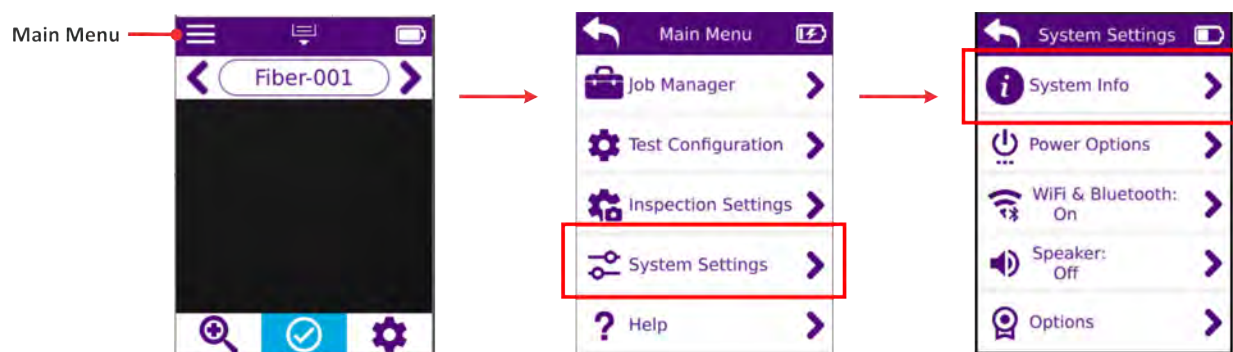 Main Menu
Fiber-001
Main Menu
Job Manager
Test Configuration
Inspection Settings
System Settings
Help
System Settings
System Info
Power Options
WiFi & Bluetooth:
On
Speaker:
Off
Options